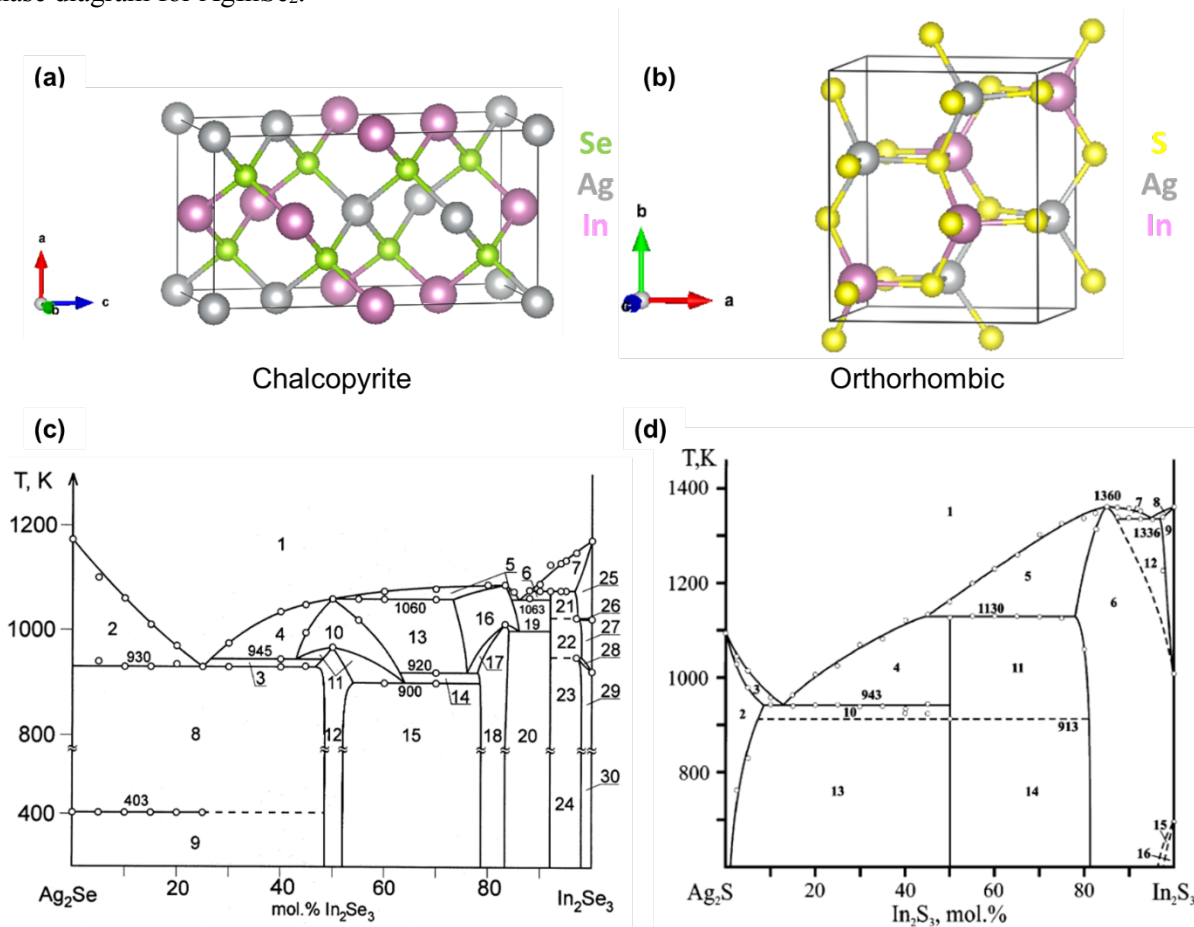 phase diagram for AgInSe₂.
(a)
(b)
Se
Ag
In
S
Ag
In
a
b
c
b
a
c
Chalcopyrite
Orthorhombic
(c)
(d)
T, K
1200
1000
800
400
1
2
3
4
5
6
7
8
9
10
11
12
13
14
15
16
17
18
19
20
21
22
23
24
25
26
27
28
29
30
930
945
1060
1063
920
900
403
Ag₂Se
20
40
60
80
In₂Se₃
mol.% In₂Se₃
T,K
1400
1200
1000
800
1
2
3
4
5
6
7
8
9
10
11
12
13
14
15
16
1360
1336
1130
943
913
Ag₂S
20
40
60
80
In₂S₃
In₂S₃, mol.%